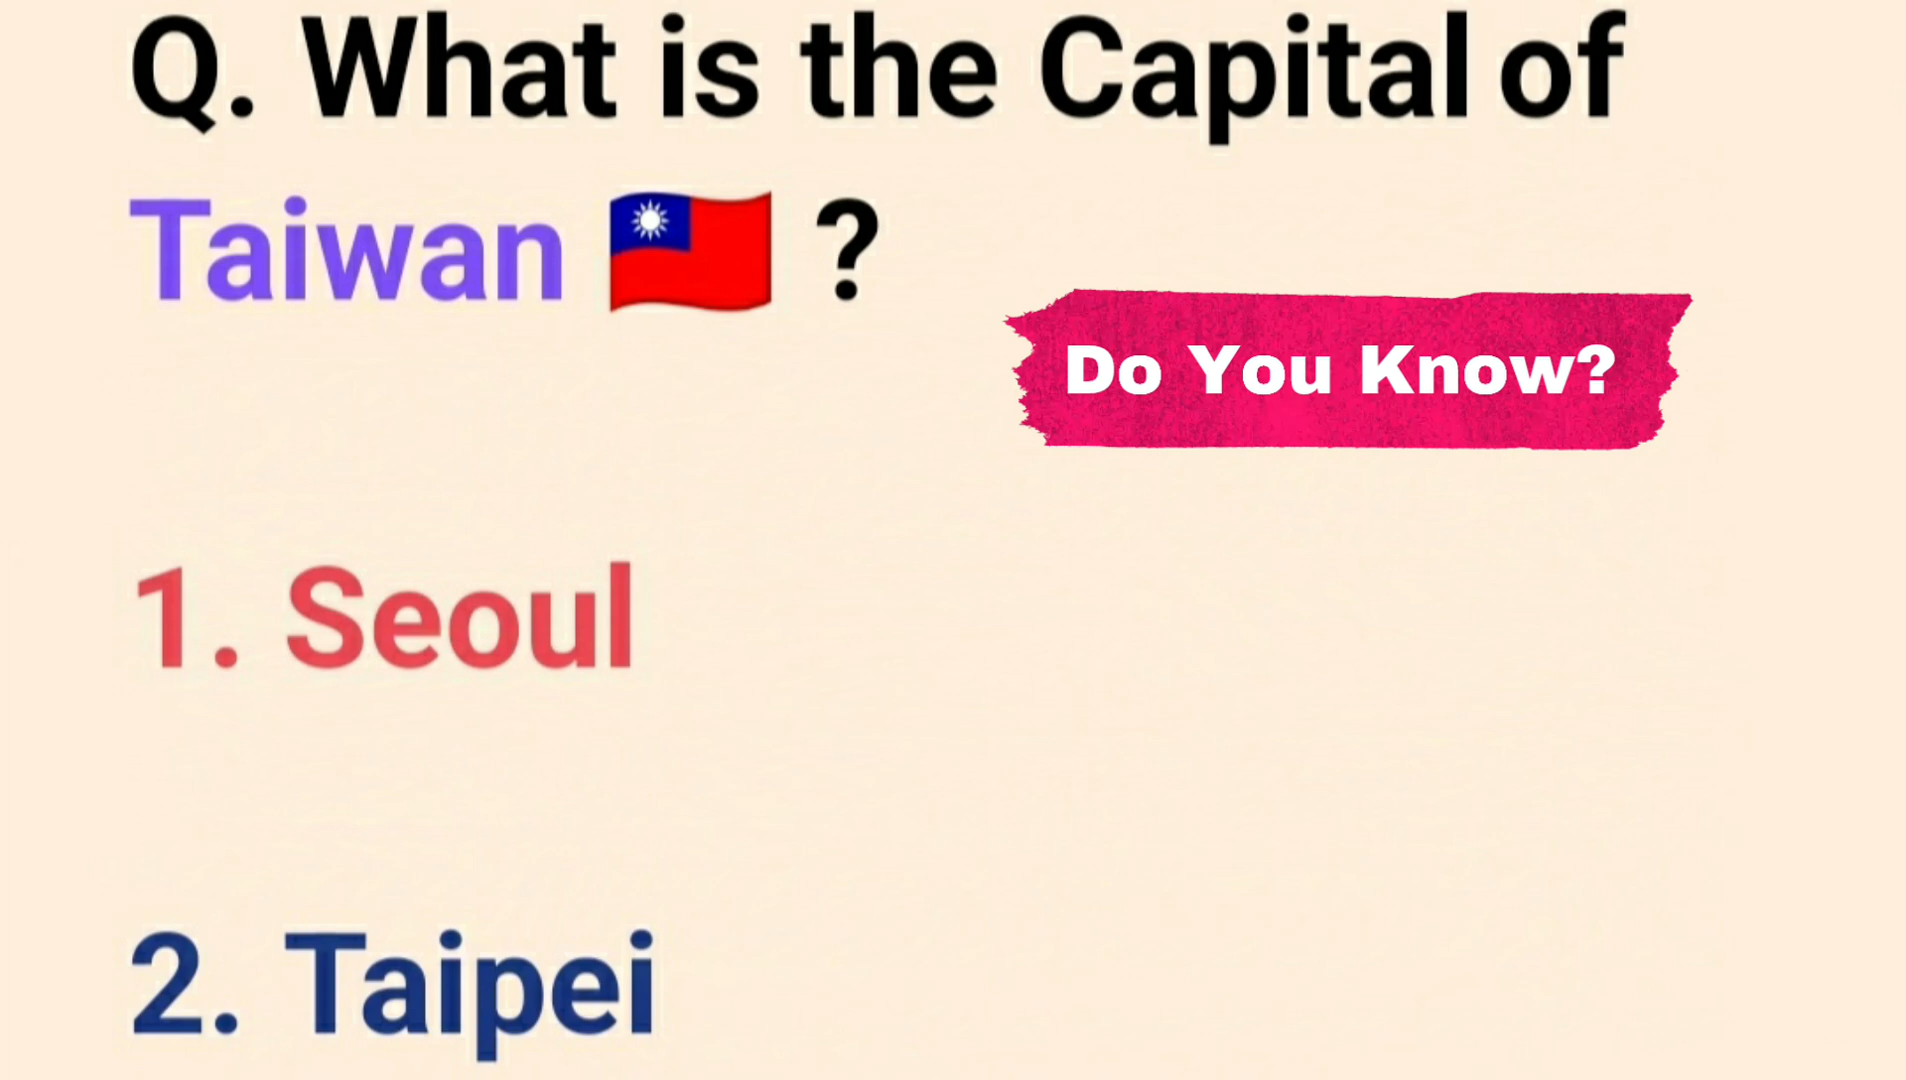 Q. What is the Capital of
Taiwan 🇹🇼 ?
Do You Know?
1. Seoul
2. Taipei